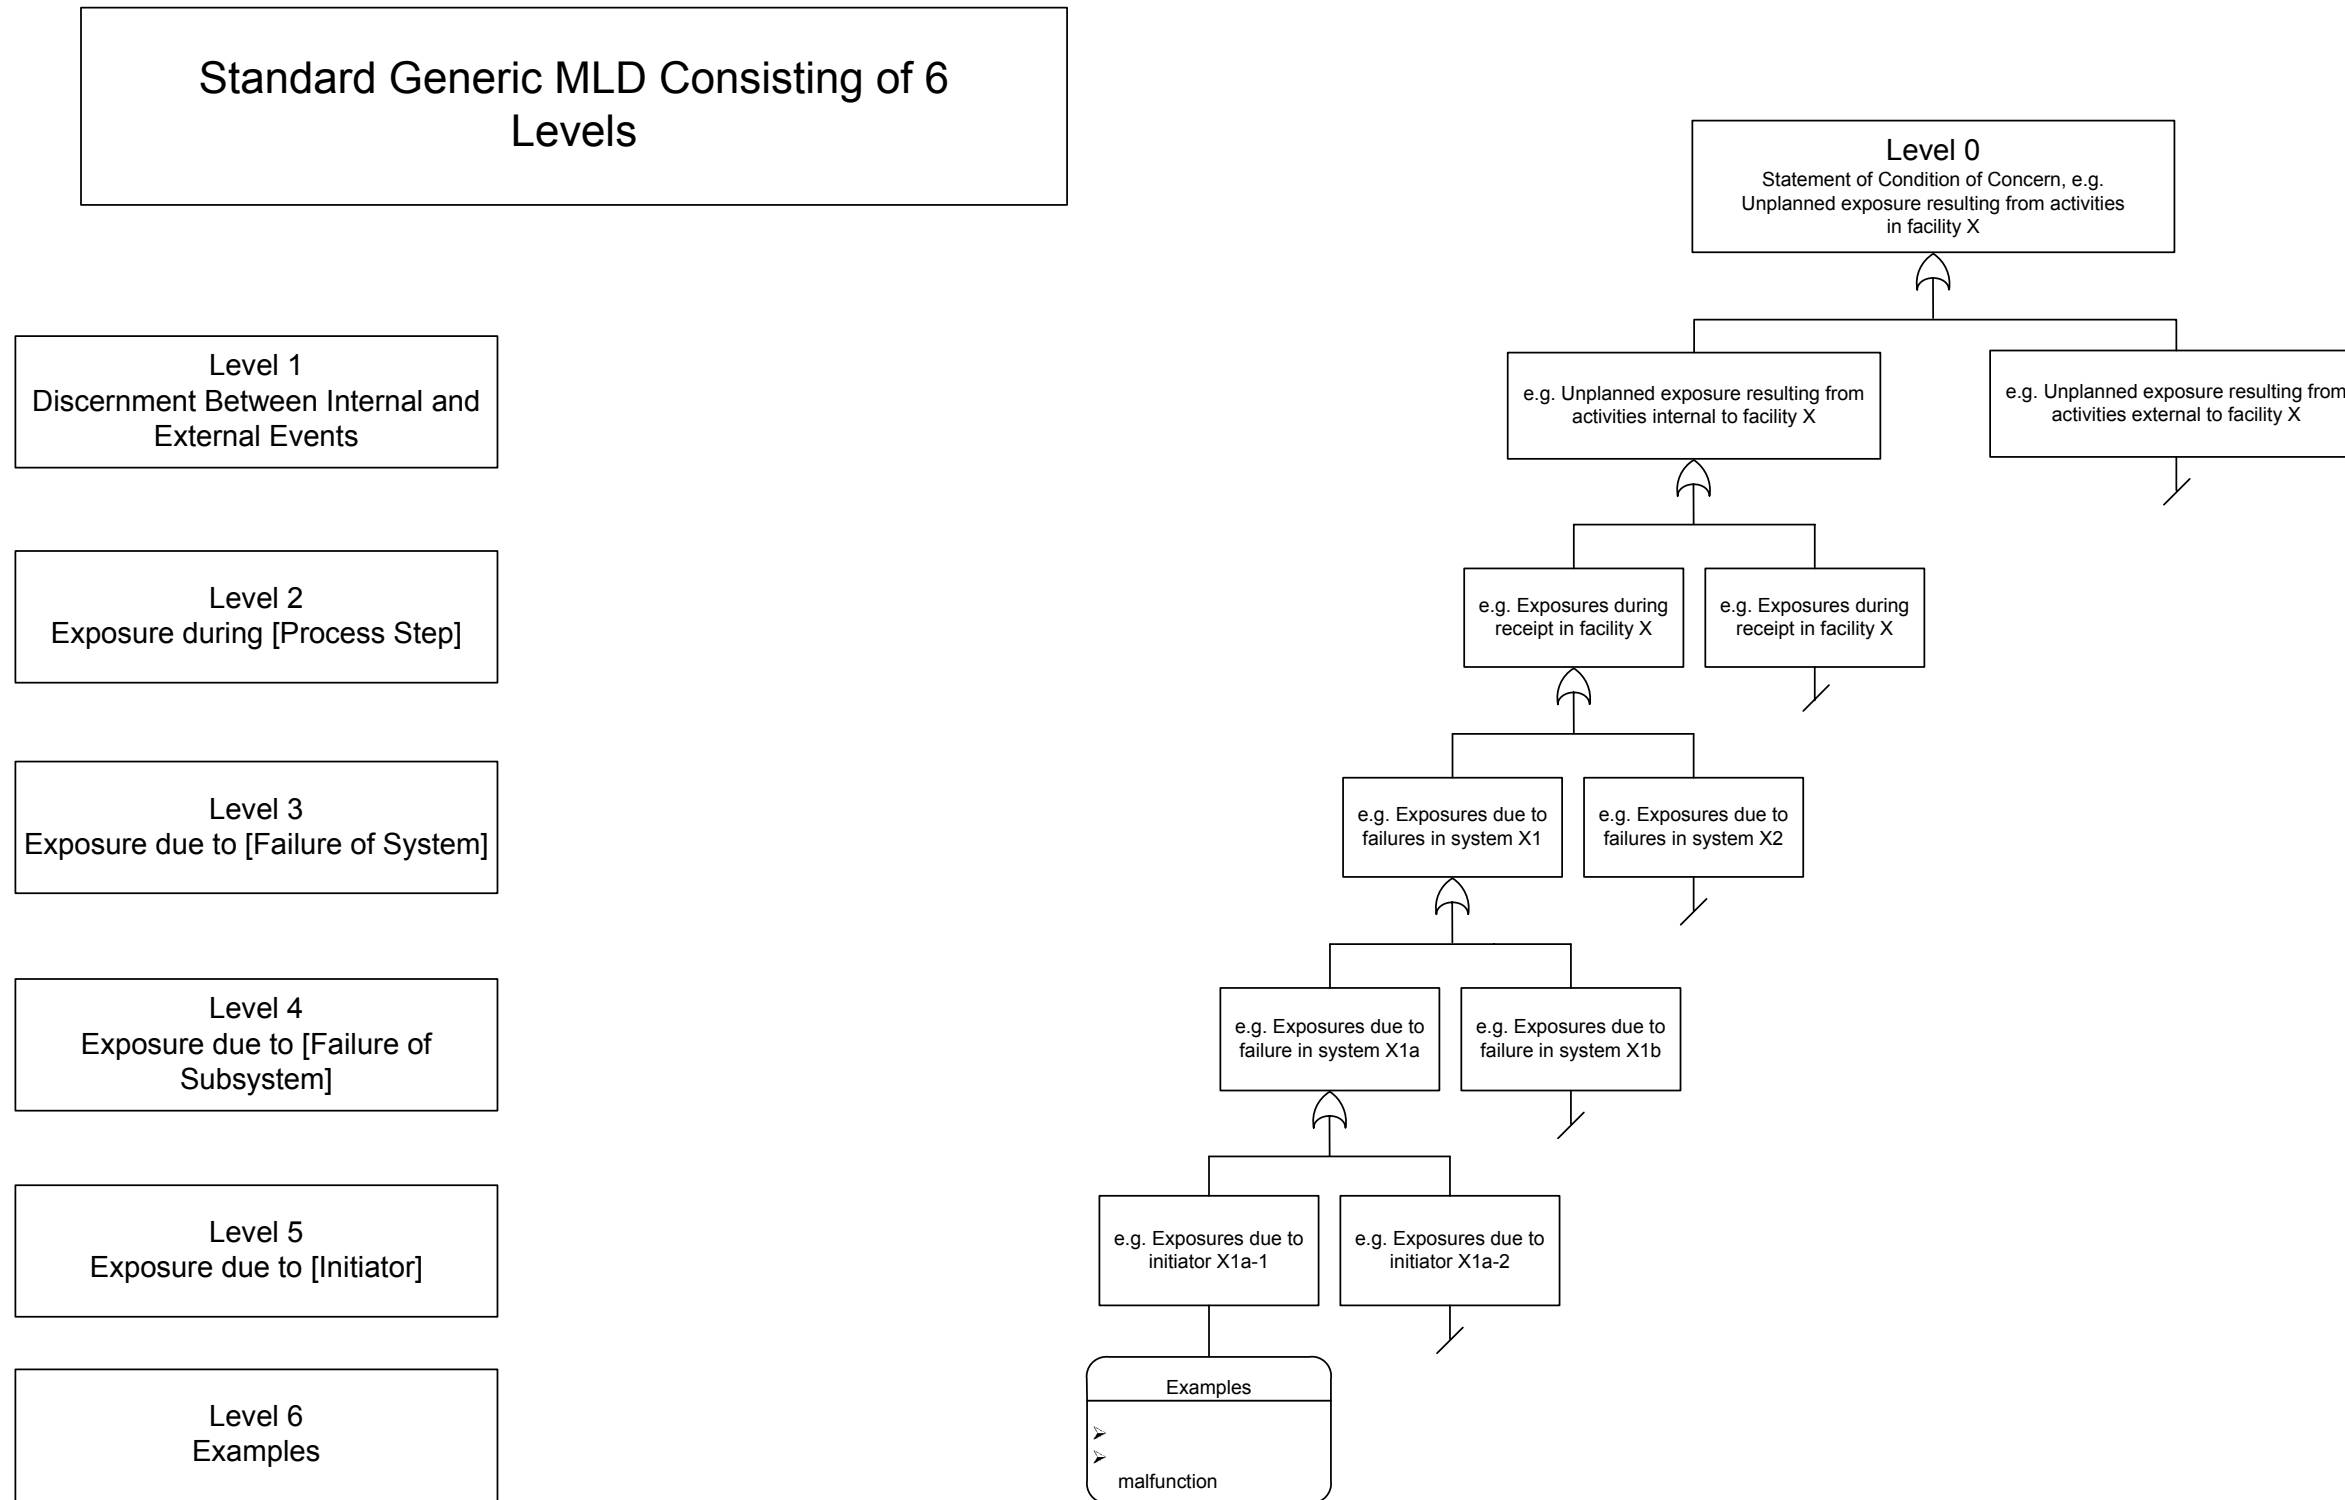 Standard Generic MLD Consisting of 6
Levels
Level 0
Statement of Condition of Concern, e.g.
Unplanned exposure resulting from activities
in facility X
Level 1
Discernment Between Internal and
External Events
e.g. Unplanned exposure resulting from
activities internal to facility X
e.g. Unplanned exposure resulting from
activities external to facility X
Level 2
Exposure during [Process Step]
e.g. Exposures during
receipt in facility X
e.g. Exposures during
receipt in facility X
Level 3
Exposure due to [Failure of System]
e.g. Exposures due to
failures in system X1
e.g. Exposures due to
failures in system X2
Level 4
Exposure due to [Failure of
Subsystem]
e.g. Exposures due to
failure in system X1a
e.g. Exposures due to
failure in system X1b
Level 5
Exposure due to [Initiator]
e.g. Exposures due to
initiator X1a-1
e.g. Exposures due to
initiator X1a-2
Level 6
Examples
Examples
malfunction